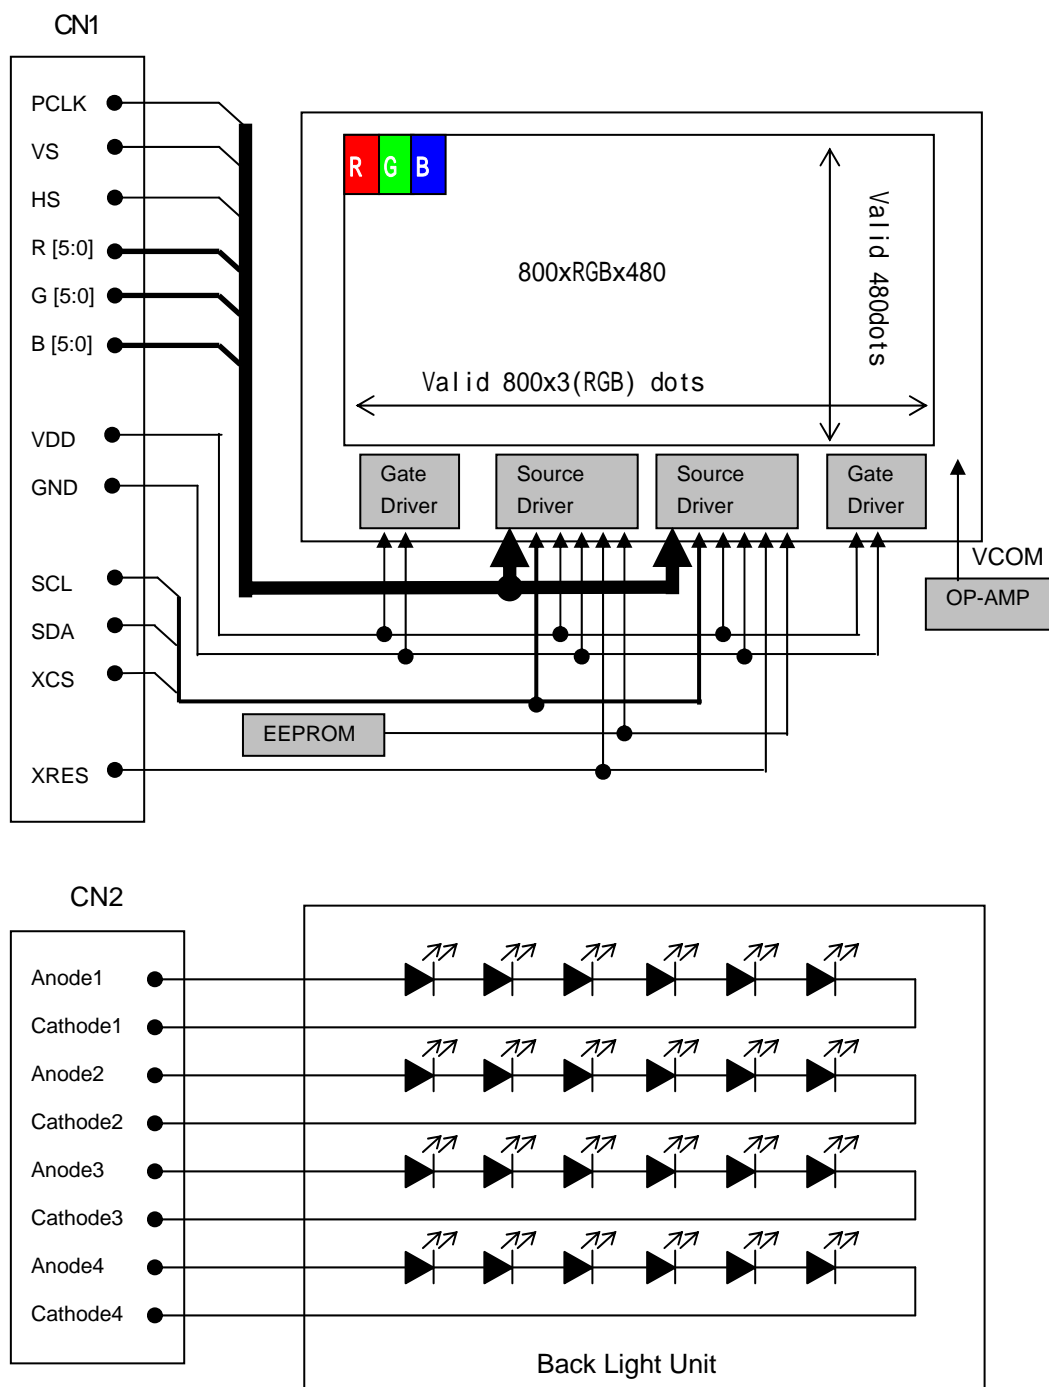 CN1
PCLK
VS
HS
R [5:0]
G [5:0]
B [5:0]
VDD
GND
SCL
SDA
XCS
XRES
R G B
800xRGBx480
Valid 480dots
Valid 800x3(RGB) dots
Gate
Driver
Source
Driver
Source
Driver
Gate
Driver
VCOM
OP-AMP
EEPROM
CN2
Anode1
Cathode1
Anode2
Cathode2
Anode3
Cathode3
Anode4
Cathode4
Back Light Unit